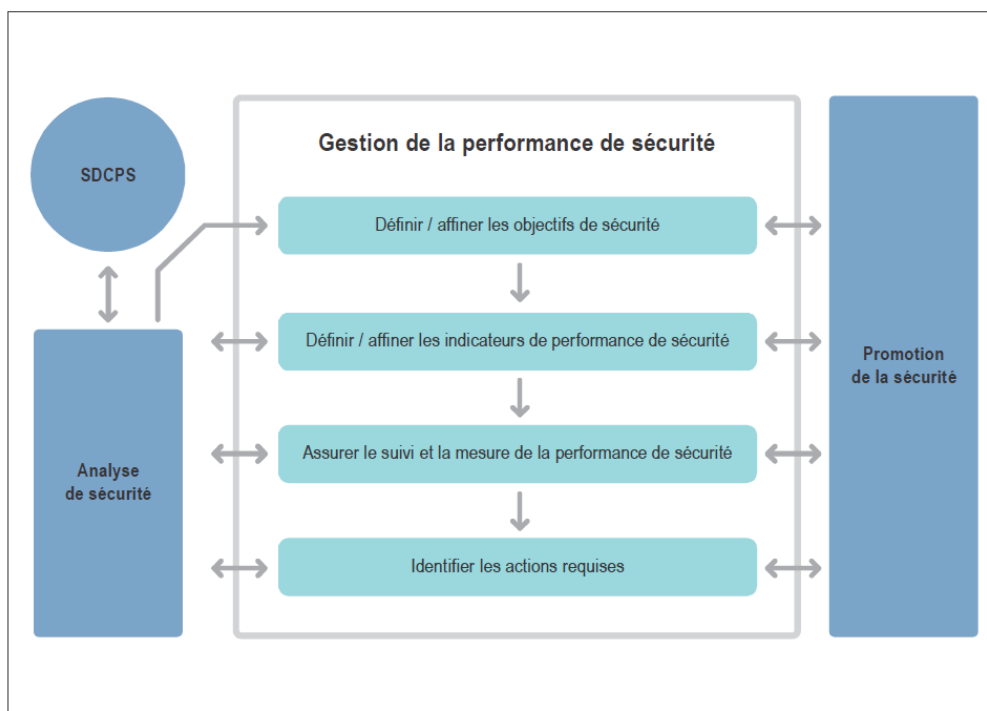 Gestion de la performance de sécurité
SDCPS
Définir / affiner les objectifs de sécurité
Définir / affiner les indicateurs de performance de sécurité
Assurer le suivi et la mesure de la performance de sécurité
Identifier les actions requises
Analyse
de sécurité
Promotion
de la sécurité